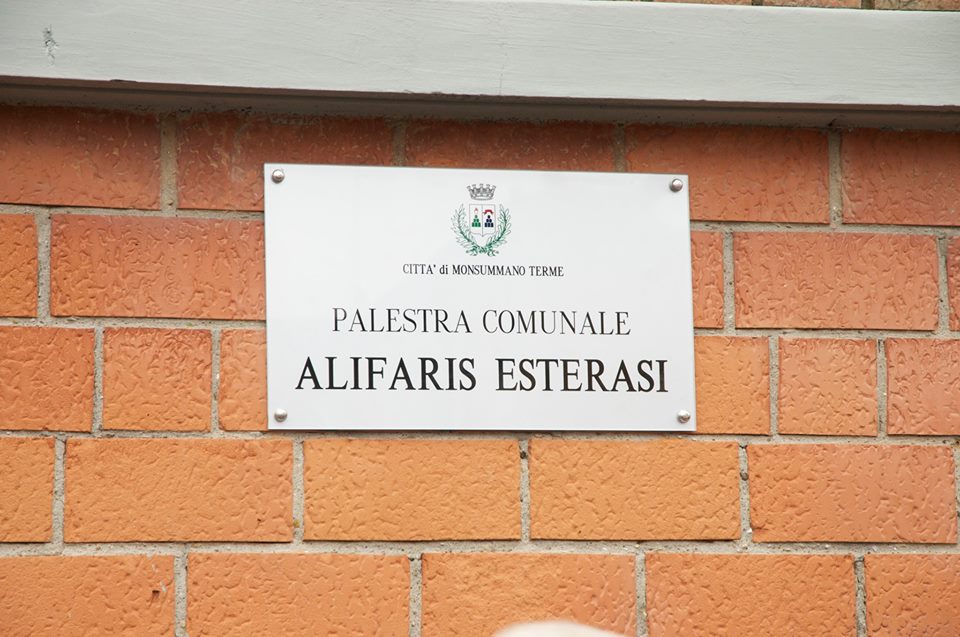 CITTA' di MONSUMMANO TERME
PALESTRA COMUNALE
ALIFARIS ESTERASI